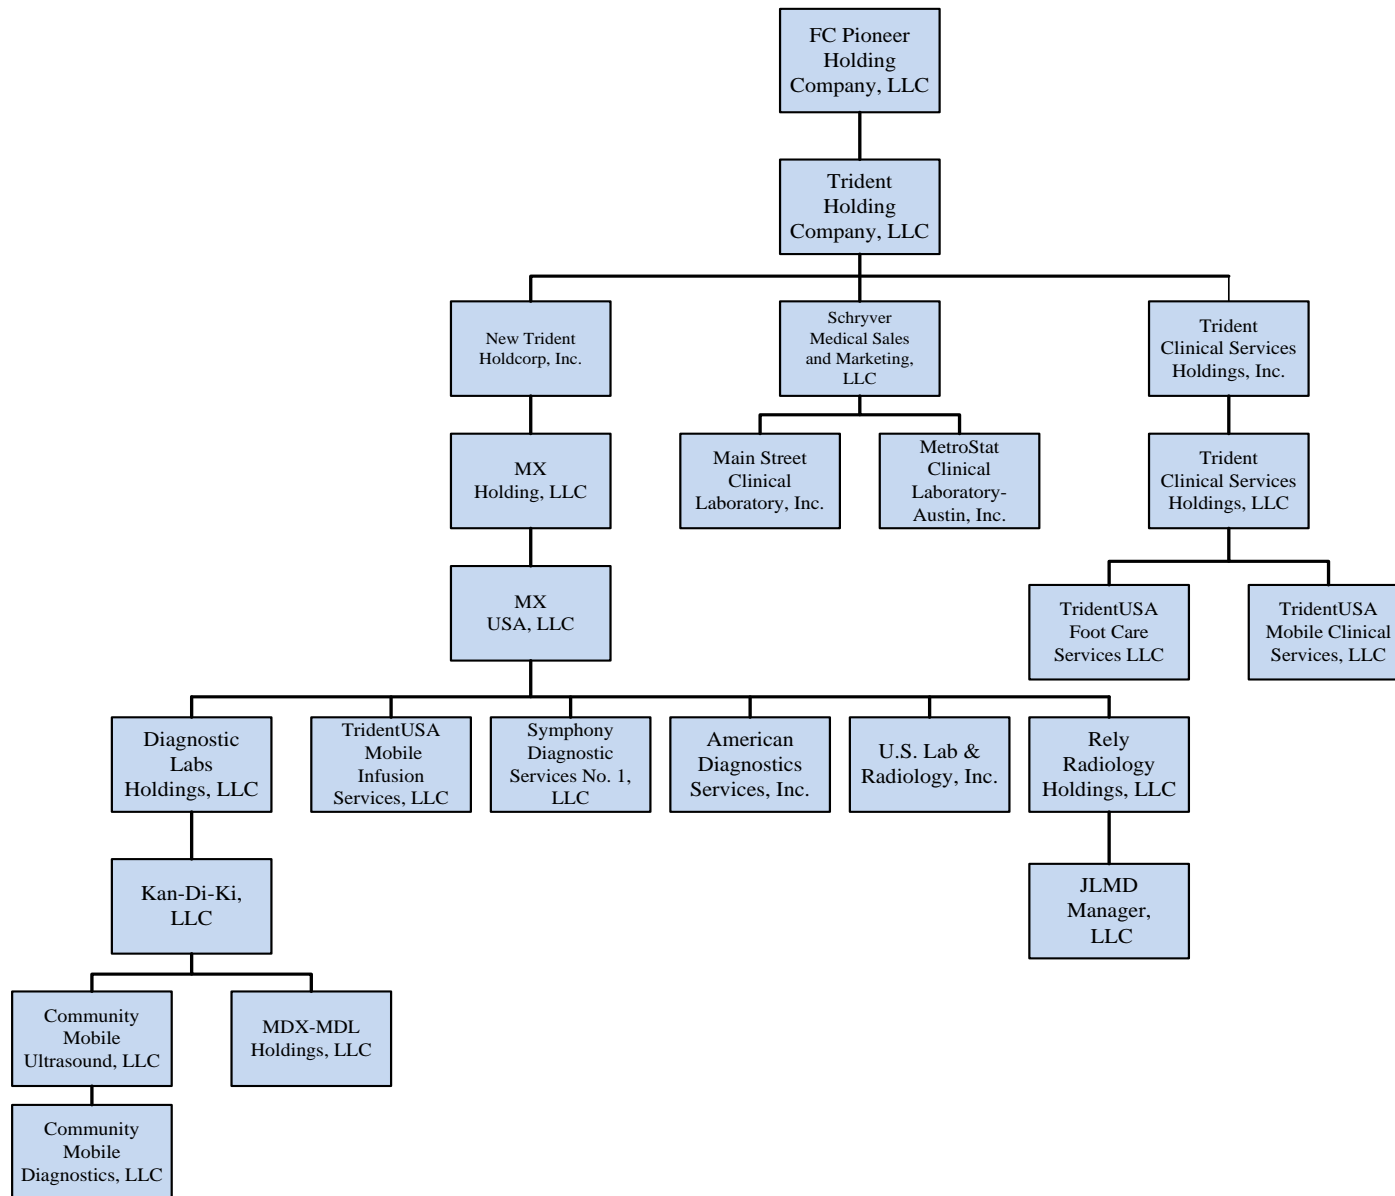 FC Pioneer
Holding
Company, LLC
Trident
Holding
Company, LLC
New Trident
Holdcorp, Inc.
Schryver
Medical Sales
and Marketing,
LLC
Trident
Clinical Services
Holdings, Inc.
MX
Holding, LLC
Main Street
Clinical
Laboratory, Inc.
MetroStat
Clinical
Laboratory-
Austin, Inc.
Trident
Clinical Services
Holdings, LLC
MX
USA, LLC
TridentUSA
Foot Care
Services LLC
TridentUSA
Mobile Clinical
Services, LLC
Diagnostic
Labs
Holdings, LLC
TridentUSA
Mobile
Infusion
Services, LLC
Symphony
Diagnostic
Services No. 1,
LLC
American
Diagnostics
Services, Inc.
U.S. Lab &
Radiology, Inc.
Rely
Radiology
Holdings, LLC
Kan-Di-Ki,
LLC
JLMD
Manager,
LLC
Community
Mobile
Ultrasound, LLC
MDX-MDL
Holdings, LLC
Community
Mobile
Diagnostics, LLC